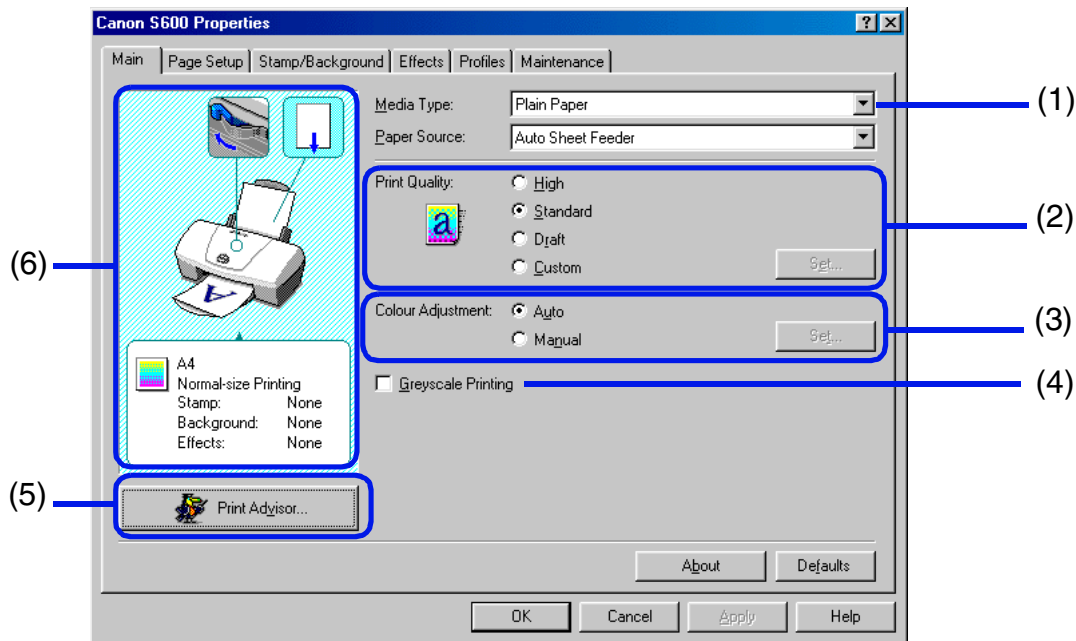 Canon S600 Properties
Main Page Setup Stamp/Background Effects Profiles Maintenance
Media Type: Plain Paper (1)
Paper Source: Auto Sheet Feeder
Print Quality: High
a Standard (2)
Draft
Custom Set...
(6)
Colour Adjustment: Auto (3)
Manual Set...
Greyscale Printing (4)
A
A4
Normal-size Printing
Stamp: None
Background: None
Effects: None
(5) Print Advisor...
About Defaults
OK Cancel Apply Help